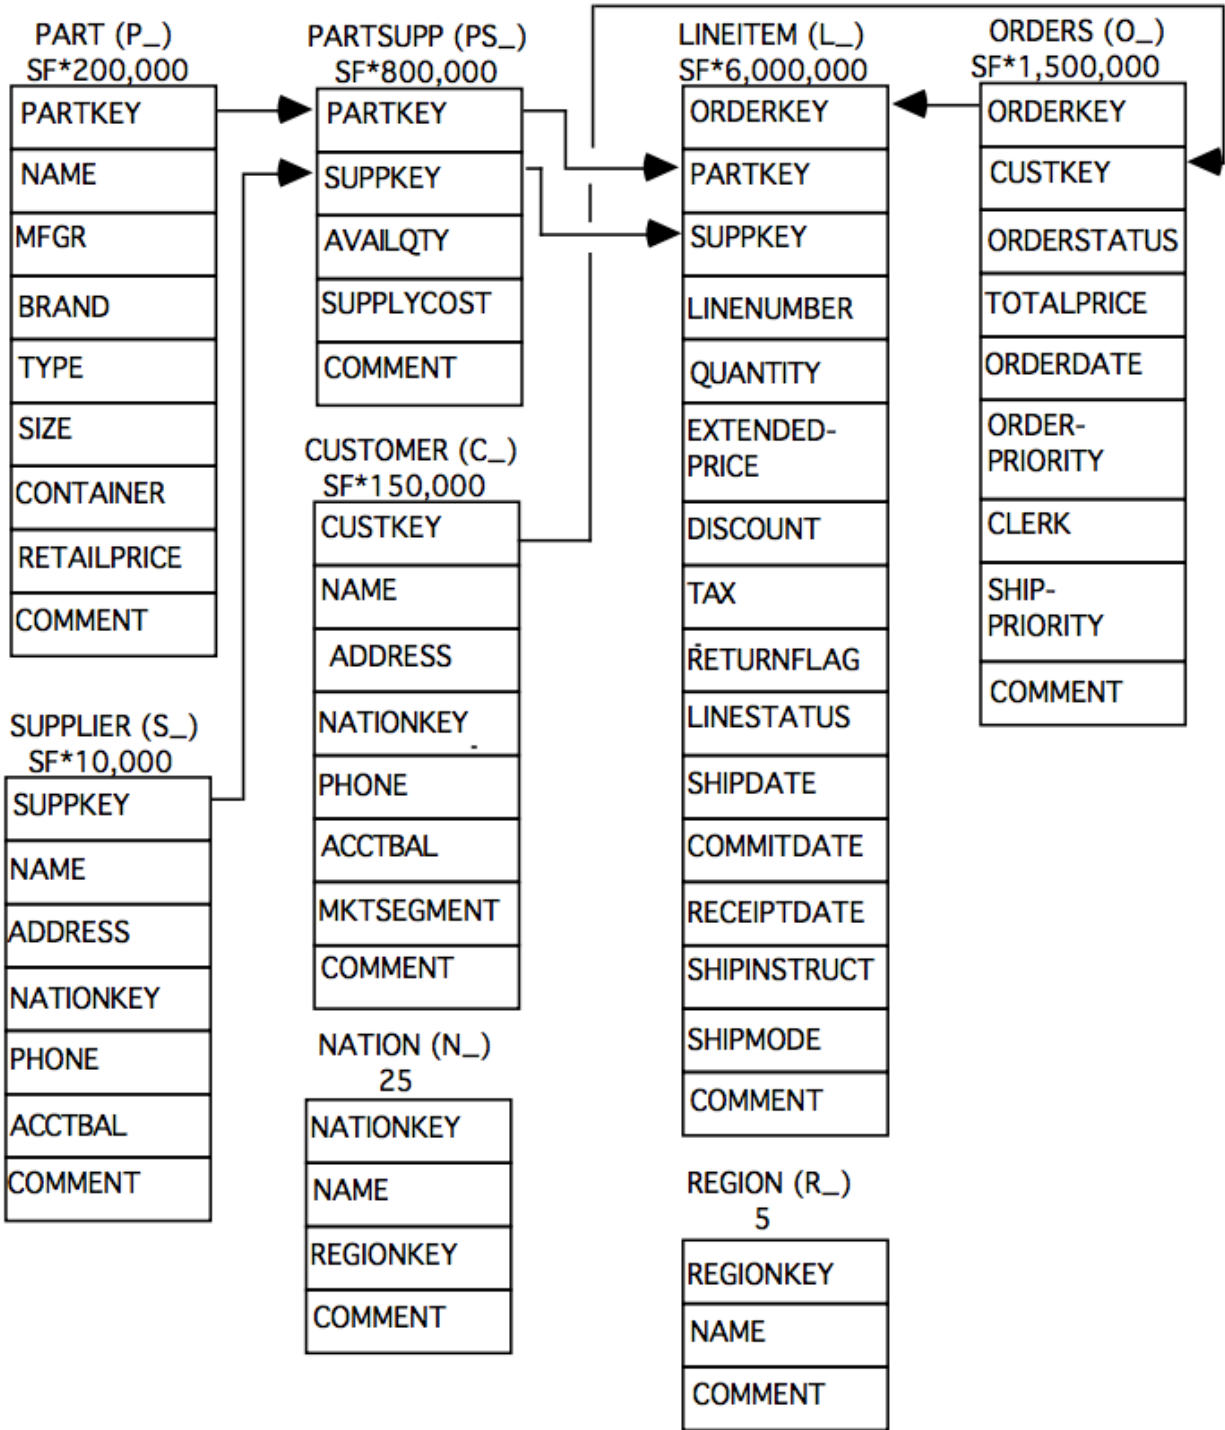 PART (P_)
SF*200,000
PARTKEY
NAME
MFGR
BRAND
TYPE
SIZE
CONTAINER
RETAILPRICE
COMMENT
SUPPLIER (S_)
SF*10,000
SUPPKEY
NAME
ADDRESS
NATIONKEY
PHONE
ACCTBAL
COMMENT
PARTSUPP (PS_)
SF*800,000
PARTKEY
SUPPKEY
AVAILQTY
SUPPLYCOST
COMMENT
CUSTOMER (C_)
SF*150,000
CUSTKEY
NAME
ADDRESS
NATIONKEY
PHONE
ACCTBAL
MKTSEGMENT
COMMENT
NATION (N_)
25
NATIONKEY
NAME
REGIONKEY
COMMENT
LINEITEM (L_)
SF*6,000,000
ORDERKEY
PARTKEY
SUPPKEY
LINENUMBER
QUANTITY
EXTENDED-
PRICE
DISCOUNT
TAX
RETURNFLAG
LINESTATUS
SHIPDATE
COMMITDATE
RECEIPTDATE
SHIPINSTRUCT
SHIPMODE
COMMENT
REGION (R_)
5
REGIONKEY
NAME
COMMENT
ORDERS (O_)
SF*1,500,000
ORDERKEY
CUSTKEY
ORDERSTATUS
TOTALPRICE
ORDERDATE
ORDER-
PRIORITY
CLERK
SHIP-
PRIORITY
COMMENT